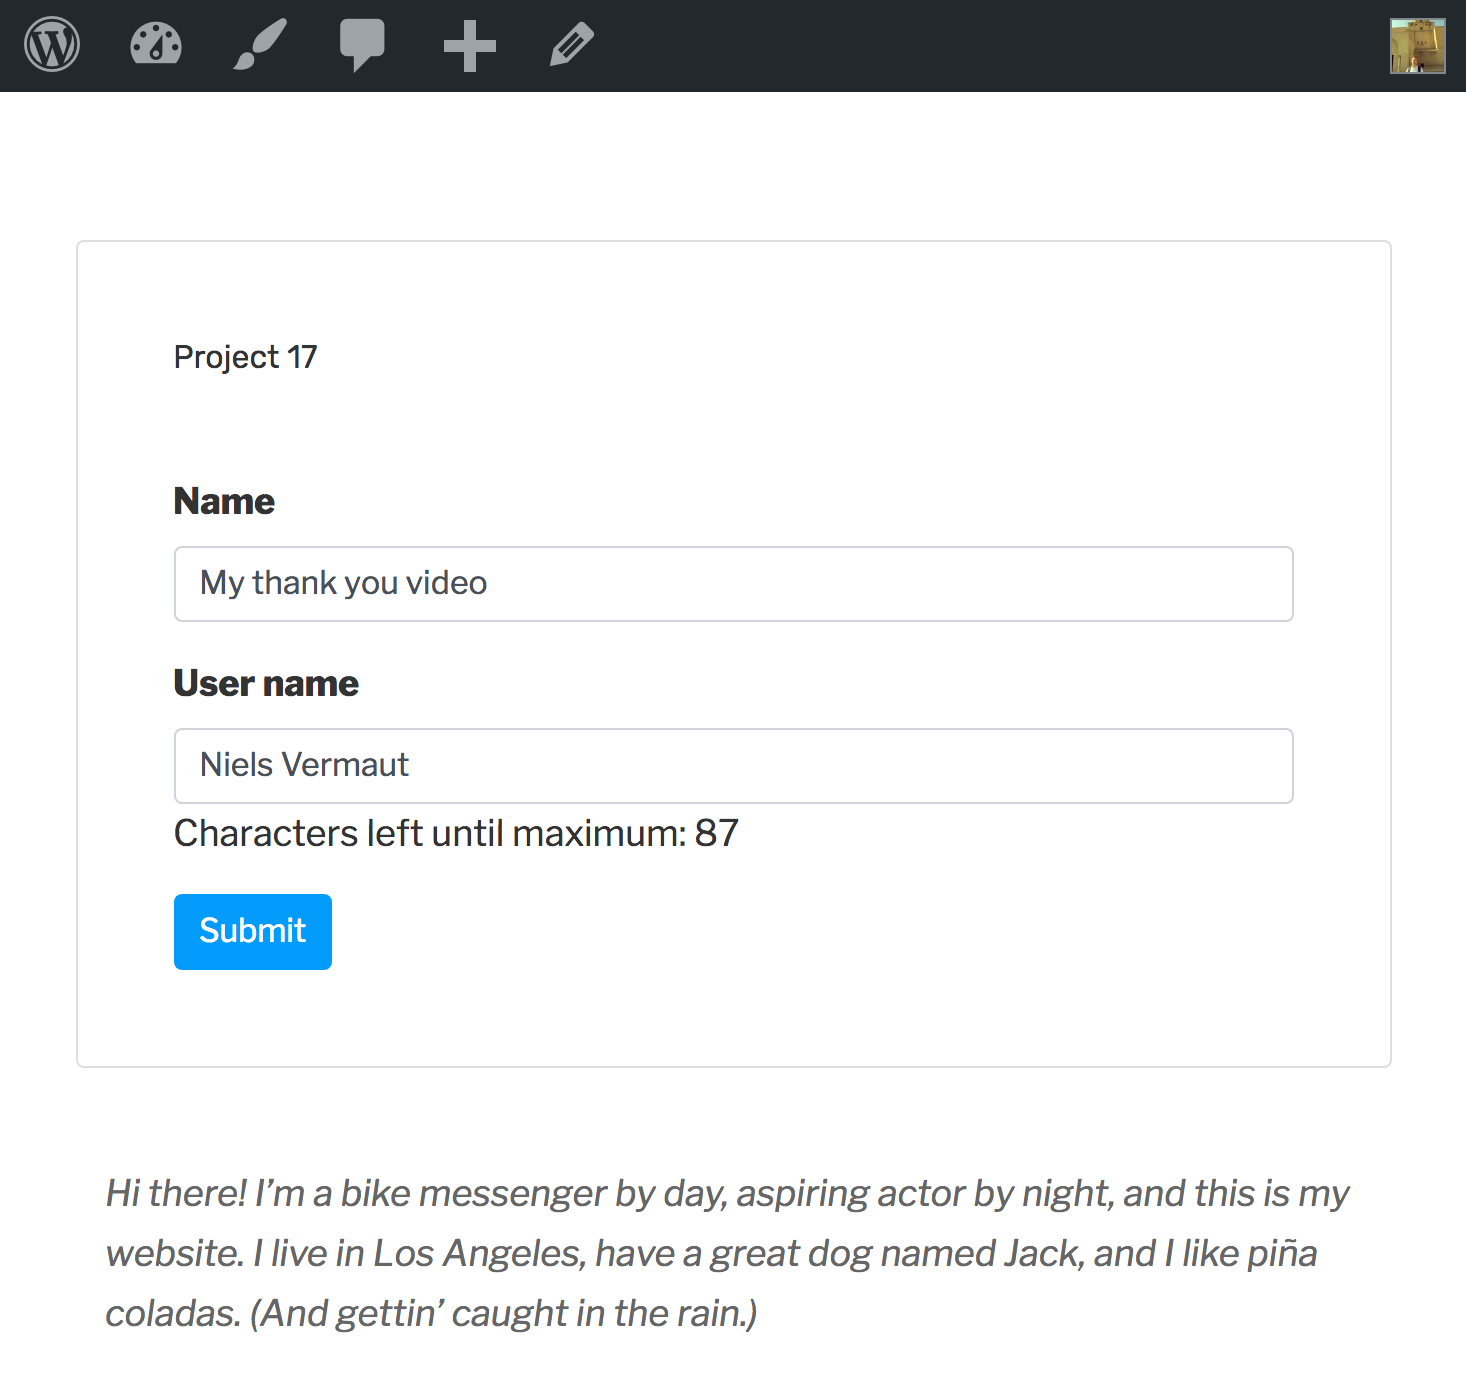 Project 17
Name
My thank you video
User name
Niels Vermaut
Characters left until maximum: 87
Submit
Hi there! I’m a bike messenger by day, aspiring actor by night, and this is my
website. I live in Los Angeles, have a great dog named Jack, and I like piña
coladas. (And gettin’ caught in the rain.)